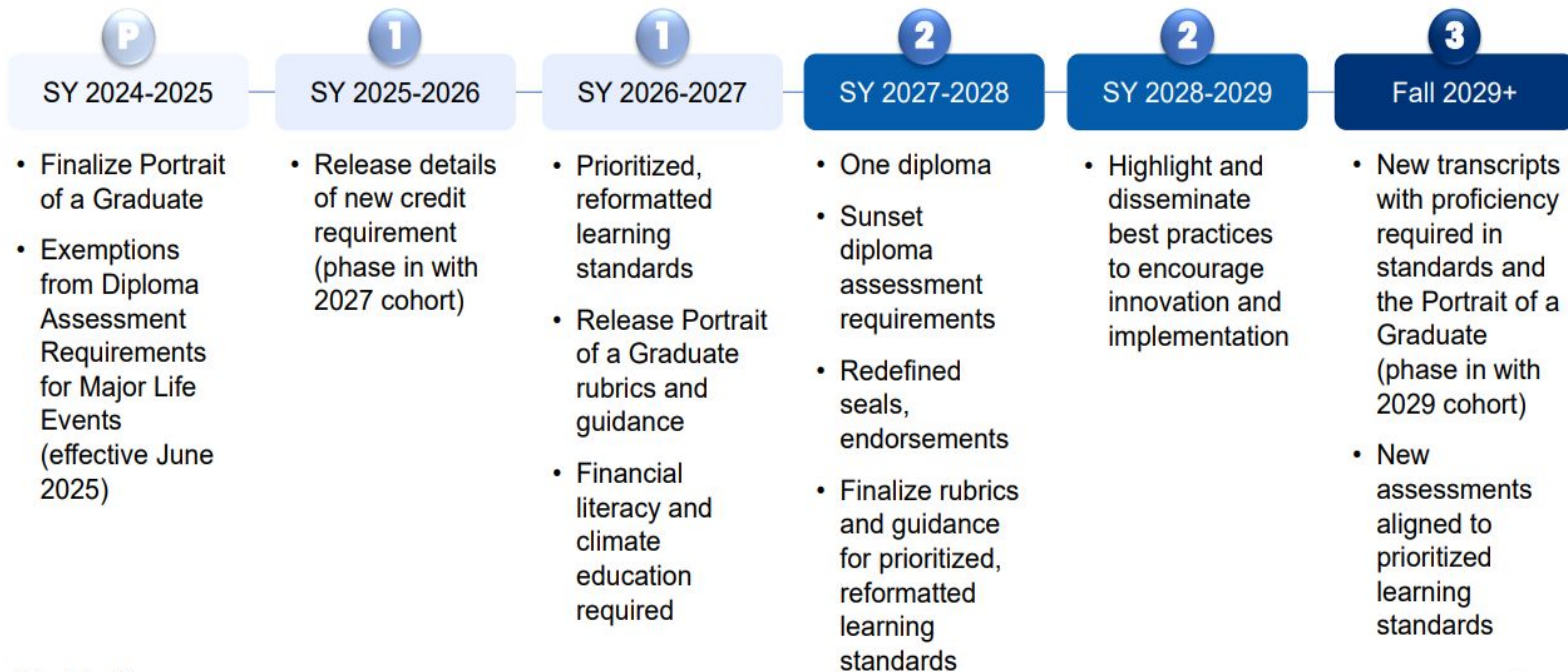 P
SY 2024-2025
• Finalize Portrait
of a Graduate
• Exemptions
from Diploma
Assessment
Requirements
for Major Life
Events
(effective June
2025)
1
SY 2025-2026
• Release details
of new credit
requirement
(phase in with
2027 cohort)
1
SY 2026-2027
• Prioritized,
reformatted
learning
standards
• Release Portrait
of a Graduate
rubrics and
guidance
• Financial
literacy and
climate
education
required
2
SY 2027-2028
• One diploma
• Sunset
diploma
assessment
requirements
• Redefined
seals,
endorsements
• Finalize rubrics
and guidance
for prioritized,
reformatted
learning
standards
2
SY 2028-2029
• Highlight and
disseminate
best practices
to encourage
innovation and
implementation
3
Fall 2029+
• New transcripts
with proficiency
required in
standards and
the Portrait of a
Graduate
(phase in with
2029 cohort)
• New
assessments
aligned to
prioritized
learning
standards